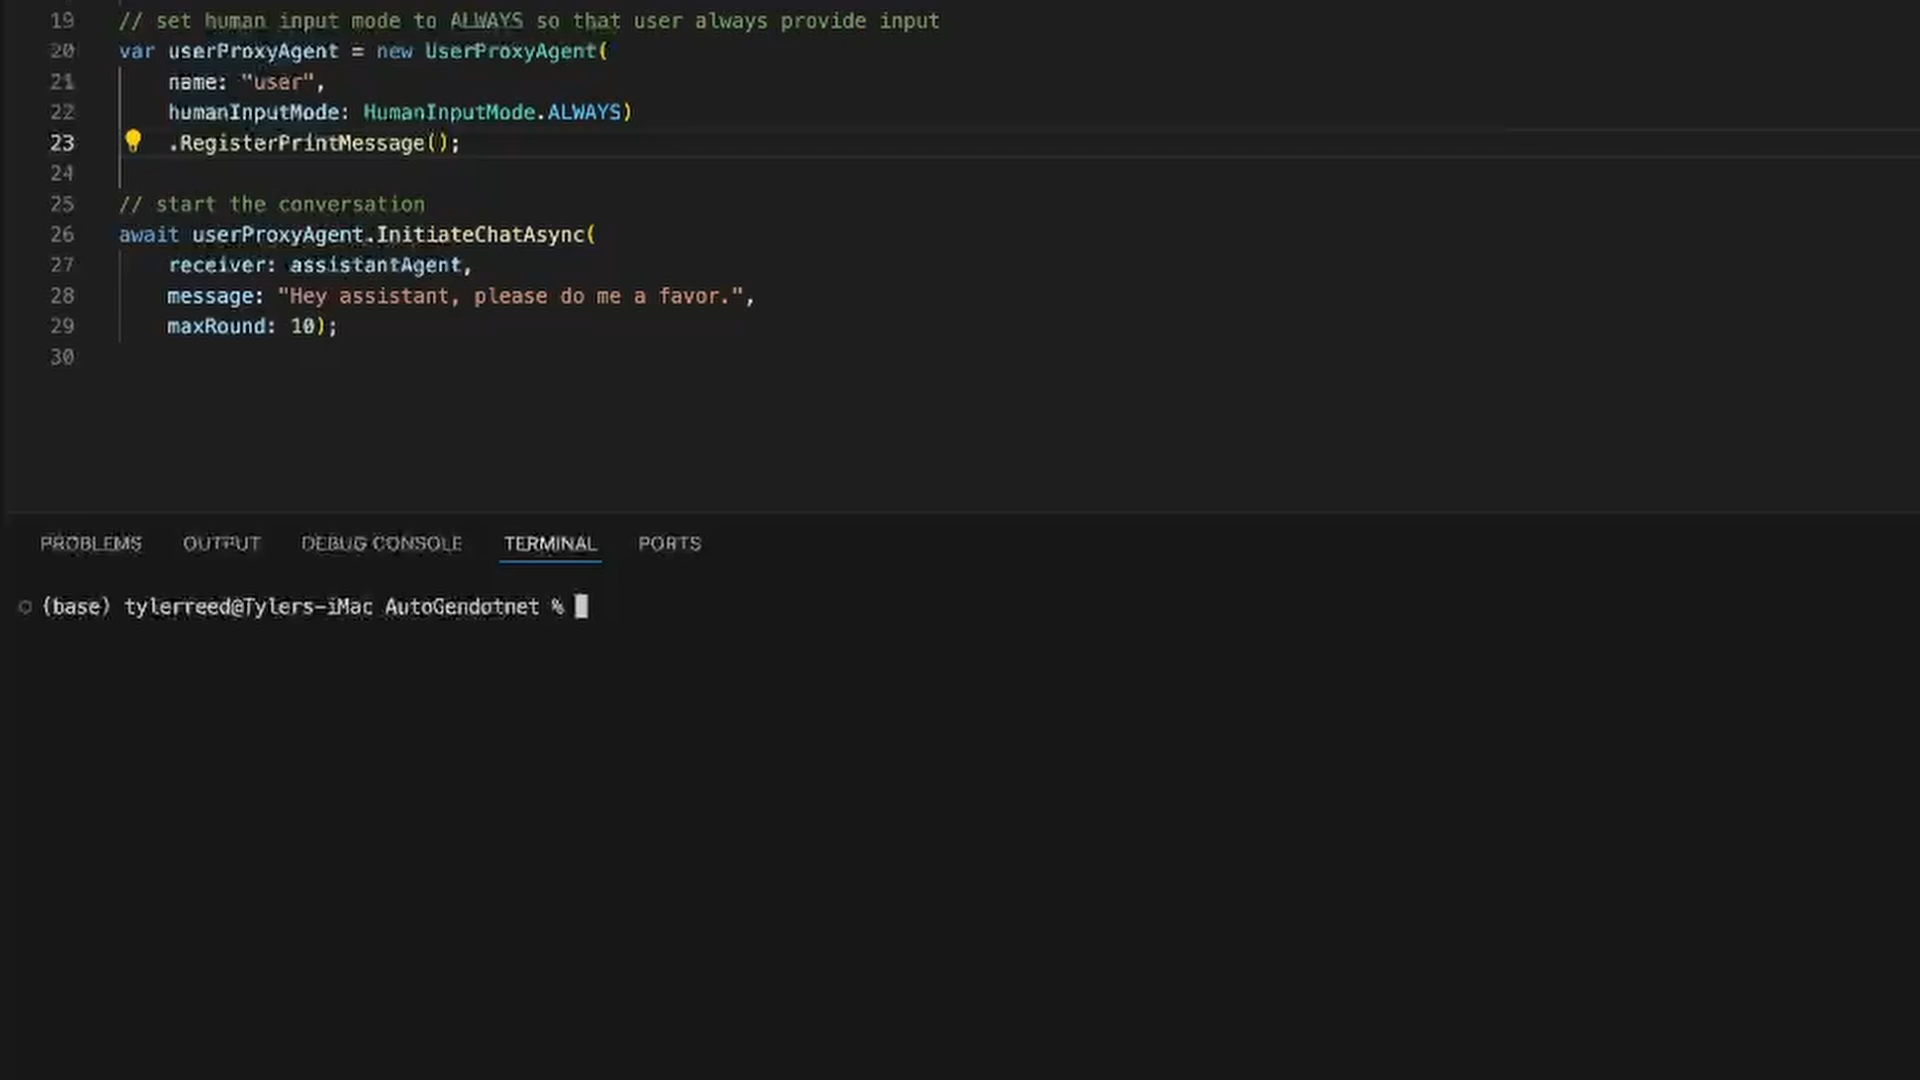 19 // set human input mode to ALWAYS so that user always provide input
20 var userProxyAgent = new UserProxyAgent(
21 name: "user",
22 humanInputMode: HumanInputMode.ALWAYS)
23 .RegisterPrintMessage();
24
25 // start the conversation
26 await userProxyAgent.InitiateChatAsync(
27 receiver: assistantAgent,
28 message: "Hey assistant, please do me a favor.",
29 maxRound: 10);
30
PROBLEMS OUTPUT DEBUG CONSOLE TERMINAL PORTS
(base) tylerreed@Tylers-iMac AutoGendotnet %